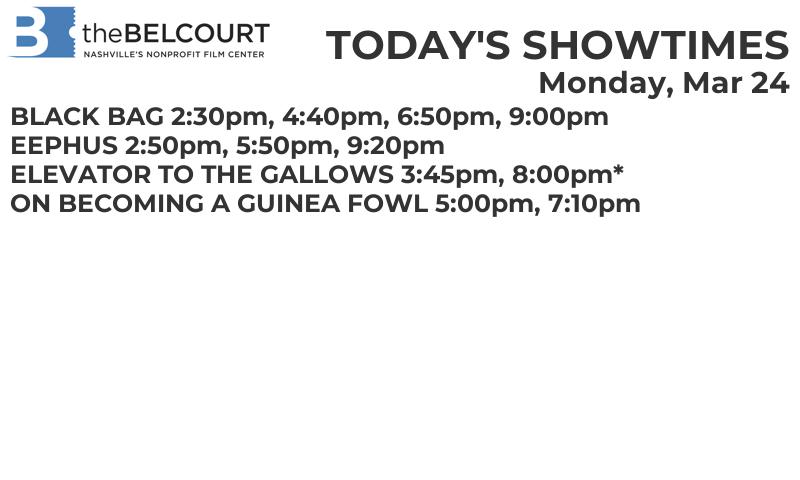 B theBELCOURT
NASHVILLE'S NONPROFIT FILM CENTER
TODAY'S SHOWTIMES
Monday, Mar 24
BLACK BAG 2:30pm, 4:40pm, 6:50pm, 9:00pm
EEPHUS 2:50pm, 5:50pm, 9:20pm
ELEVATOR TO THE GALLOWS 3:45pm, 8:00pm*
ON BECOMING A GUINEA FOWL 5:00pm, 7:10pm